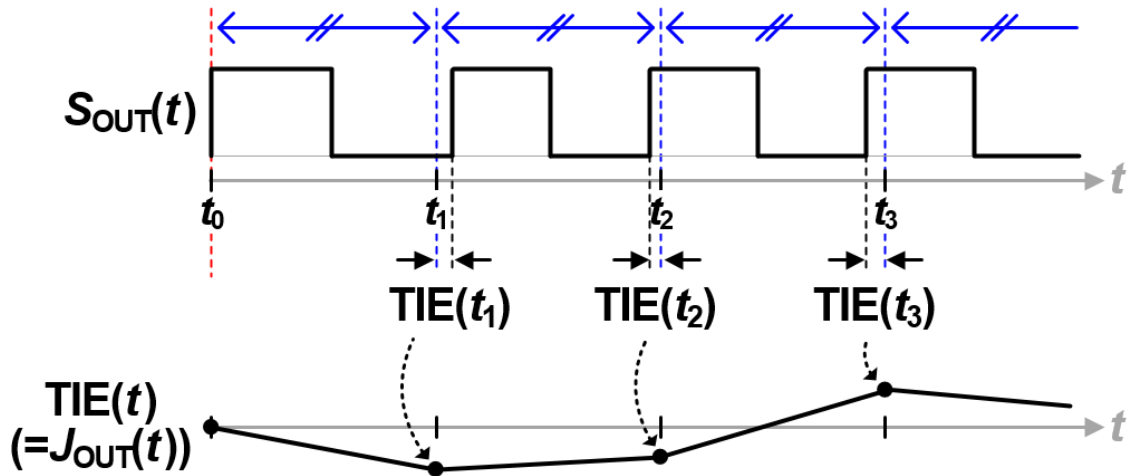 S_OUT(t)
t
t₀ t₁ t₂ t₃
TIE(t₁) TIE(t₂) TIE(t₃)
TIE(t)
(=J_OUT(t))
t